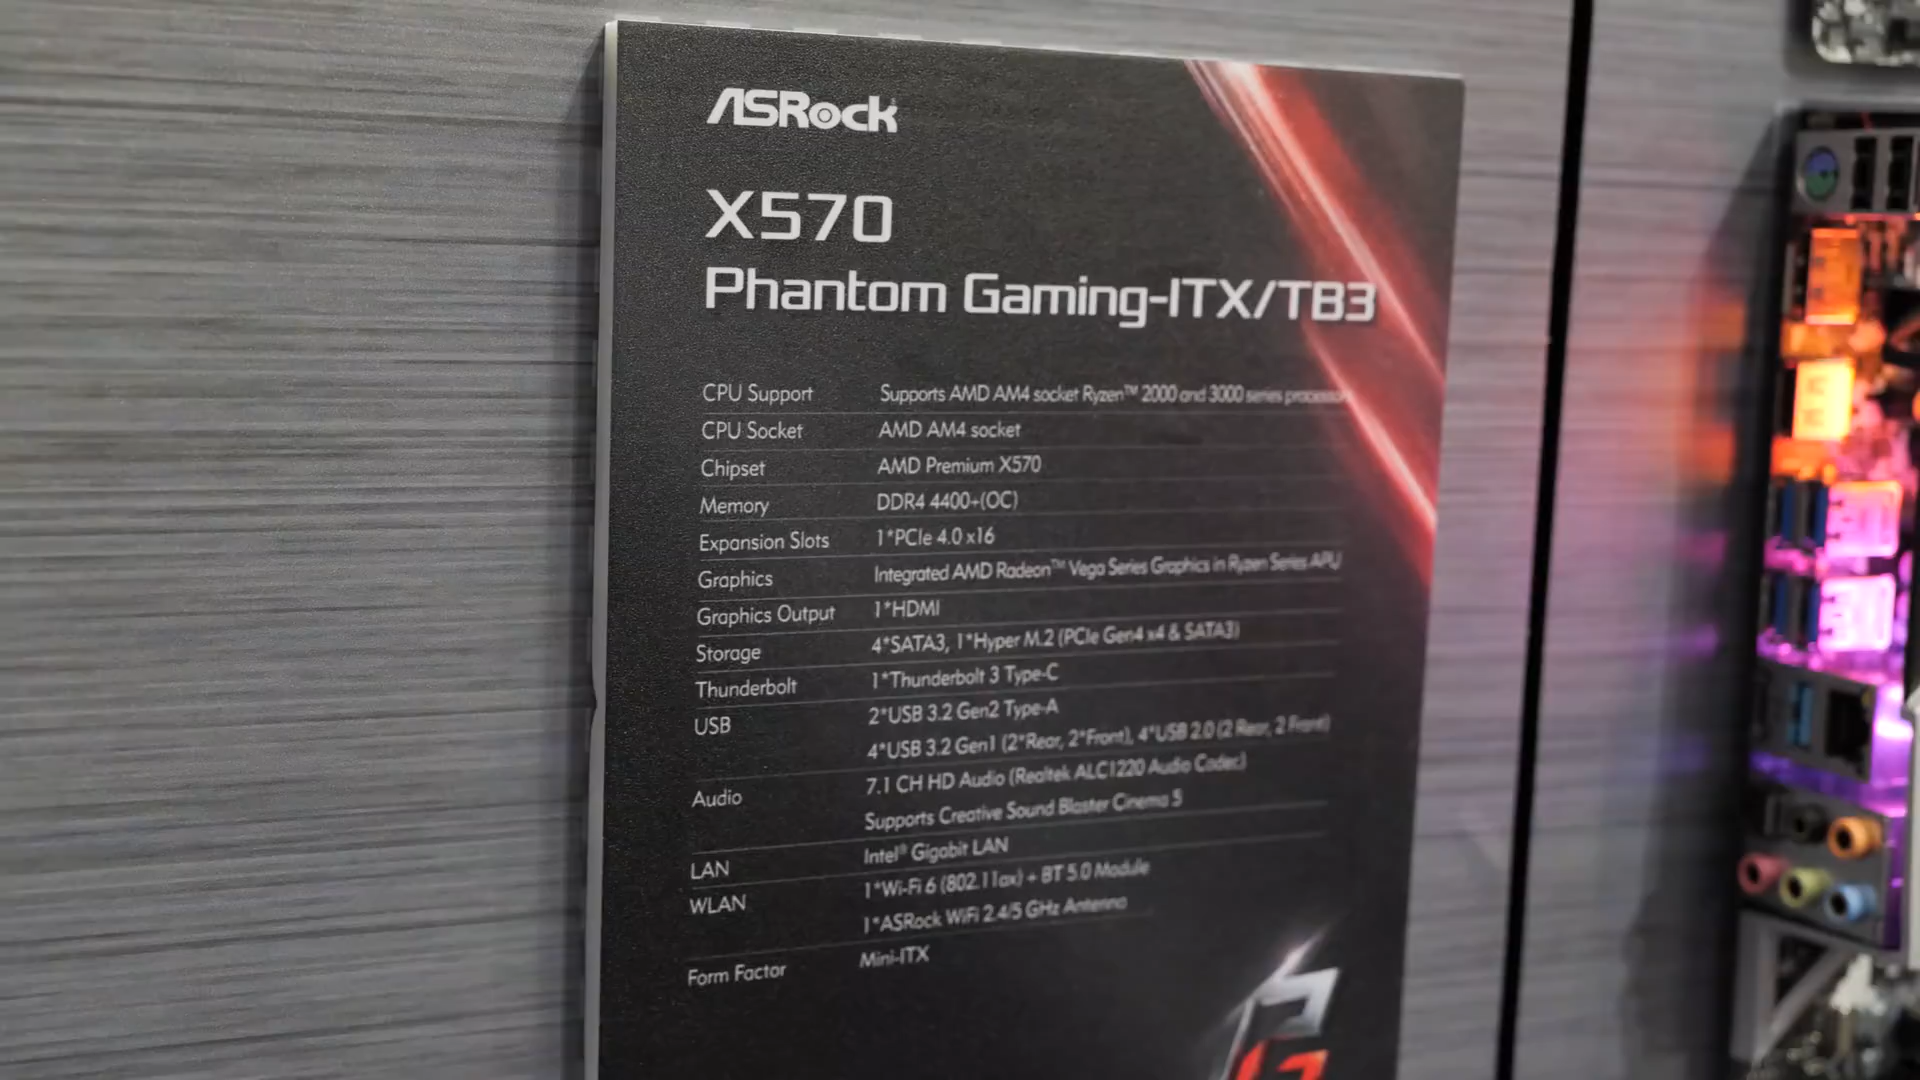 ASRock
X570
Phantom Gaming-ITX/TB3
CPU Support Supports AMD AM4 socket Ryzen™ 2000 and 3000 series processors
CPU Socket AMD AM4 socket
Chipset AMD Premium X570
Memory DDR4 4400+(OC)
Expansion Slots 1*PCIe 4.0 x16
Graphics Integrated AMD Radeon™ Vega Series Graphics in Ryzen Series APU
Graphics Output 1*HDMI
Storage 4*SATA3, 1*Hyper M.2 (PCIe Gen4 x4 & SATA3)
Thunderbolt 1*Thunderbolt 3 Type-C
USB 2*USB 3.2 Gen2 Type-A
4*USB 3.2 Gen1 (2*Rear, 2*Front), 4*USB 2.0 (2 Rear, 2 Front)
Audio 7.1 CH HD Audio (Realtek ALC1220 Audio Codec)
Supports Creative Sound Blaster Cinema 5
LAN Intel® Gigabit LAN
WLAN 1*Wi-Fi 6 (802.11ax) + BT 5.0 Module
1*ASRock WiFi 2.4/5 GHz Antenna
Form Factor Mini-ITX